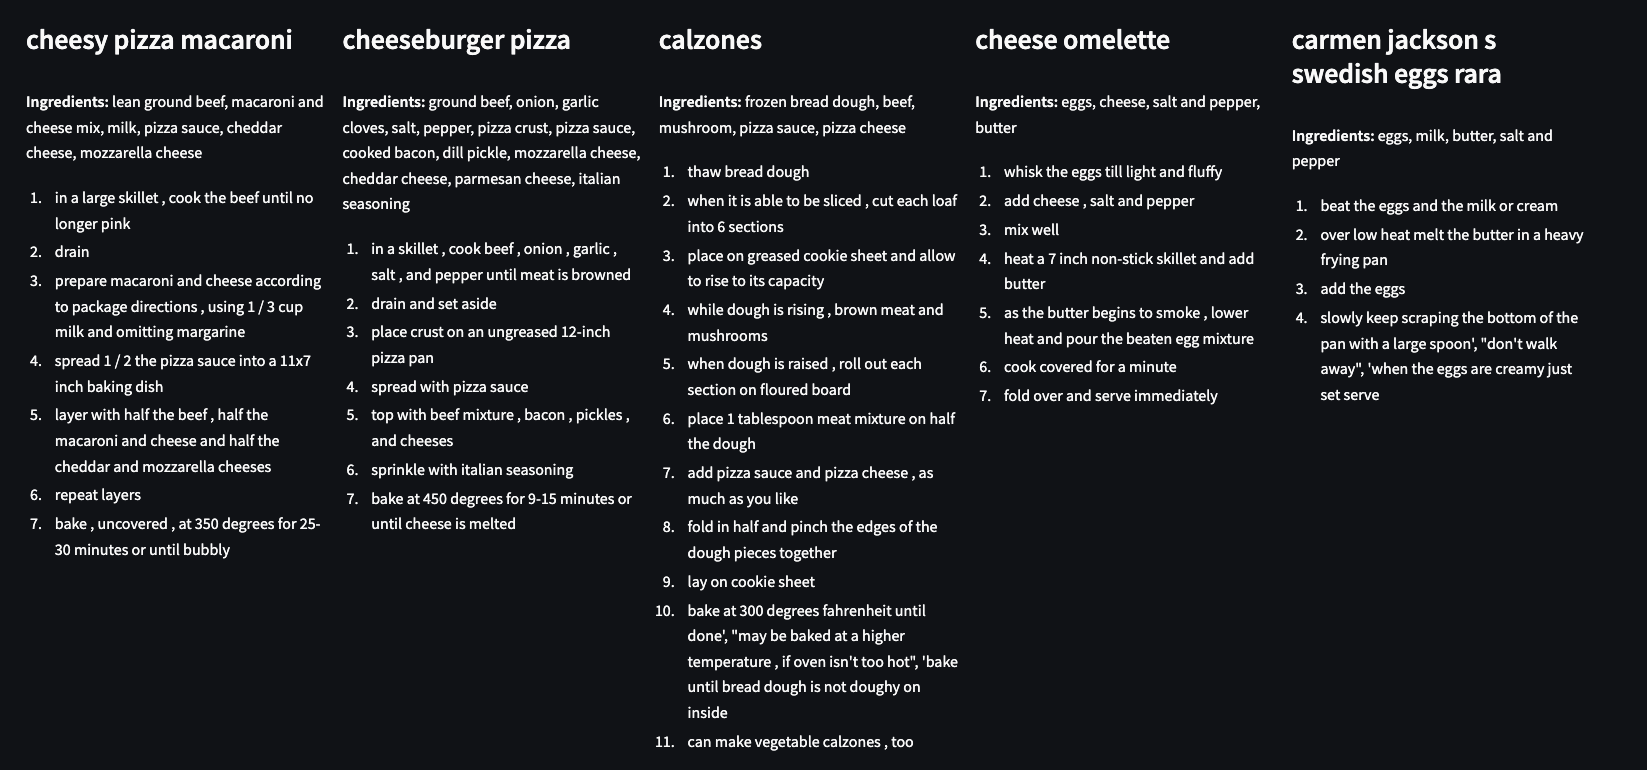 cheesy pizza macaroni
Ingredients: lean ground beef, macaroni and
cheese mix, milk, pizza sauce, cheddar
cheese, mozzarella cheese
1. in a large skillet , cook the beef until no
longer pink
2. drain
3. prepare macaroni and cheese according
to package directions , using 1 / 3 cup
milk and omitting margarine
4. spread 1 / 2 the pizza sauce into a 11x7
inch baking dish
5. layer with half the beef , half the
macaroni and cheese and half the
cheddar and mozzarella cheeses
6. repeat layers
7. bake , uncovered , at 350 degrees for 25-
30 minutes or until bubbly
cheeseburger pizza
Ingredients: ground beef, onion, garlic
cloves, salt, pepper, pizza crust, pizza sauce,
cooked bacon, dill pickle, mozzarella cheese,
cheddar cheese, parmesan cheese, italian
seasoning
1. in a skillet , cook beef , onion , garlic ,
salt , and pepper until meat is browned
2. drain and set aside
3. place crust on an ungreased 12-inch
pizza pan
4. spread with pizza sauce
5. top with beef mixture , bacon , pickles ,
and cheeses
6. sprinkle with italian seasoning
7. bake at 450 degrees for 9-15 minutes or
until cheese is melted
calzones
Ingredients: frozen bread dough, beef,
mushroom, pizza sauce, pizza cheese
1. thaw bread dough
2. when it is able to be sliced , cut each loaf
into 6 sections
3. place on greased cookie sheet and allow
to rise to its capacity
4. while dough is rising , brown meat and
mushrooms
5. when dough is raised , roll out each
section on floured board
6. place 1 tablespoon meat mixture on half
the dough
7. add pizza sauce and pizza cheese , as
much as you like
8. fold in half and pinch the edges of the
dough pieces together
9. lay on cookie sheet
10. bake at 300 degrees fahrenheit until
done', "may be baked at a higher
temperature , if oven isn't too hot", 'bake
until bread dough is not doughy on
inside
11. can make vegetable calzones , too
cheese omelette
Ingredients: eggs, cheese, salt and pepper,
butter
1. whisk the eggs till light and fluffy
2. add cheese , salt and pepper
3. mix well
4. heat a 7 inch non-stick skillet and add
butter
5. as the butter begins to smoke , lower
heat and pour the beaten egg mixture
6. cook covered for a minute
7. fold over and serve immediately
carmen jackson s
swedish eggs rara
Ingredients: eggs, milk, butter, salt and
pepper
1. beat the eggs and the milk or cream
2. over low heat melt the butter in a heavy
frying pan
3. add the eggs
4. slowly keep scraping the bottom of the
pan with a large spoon', "don't walk
away", 'when the eggs are creamy just
set serve